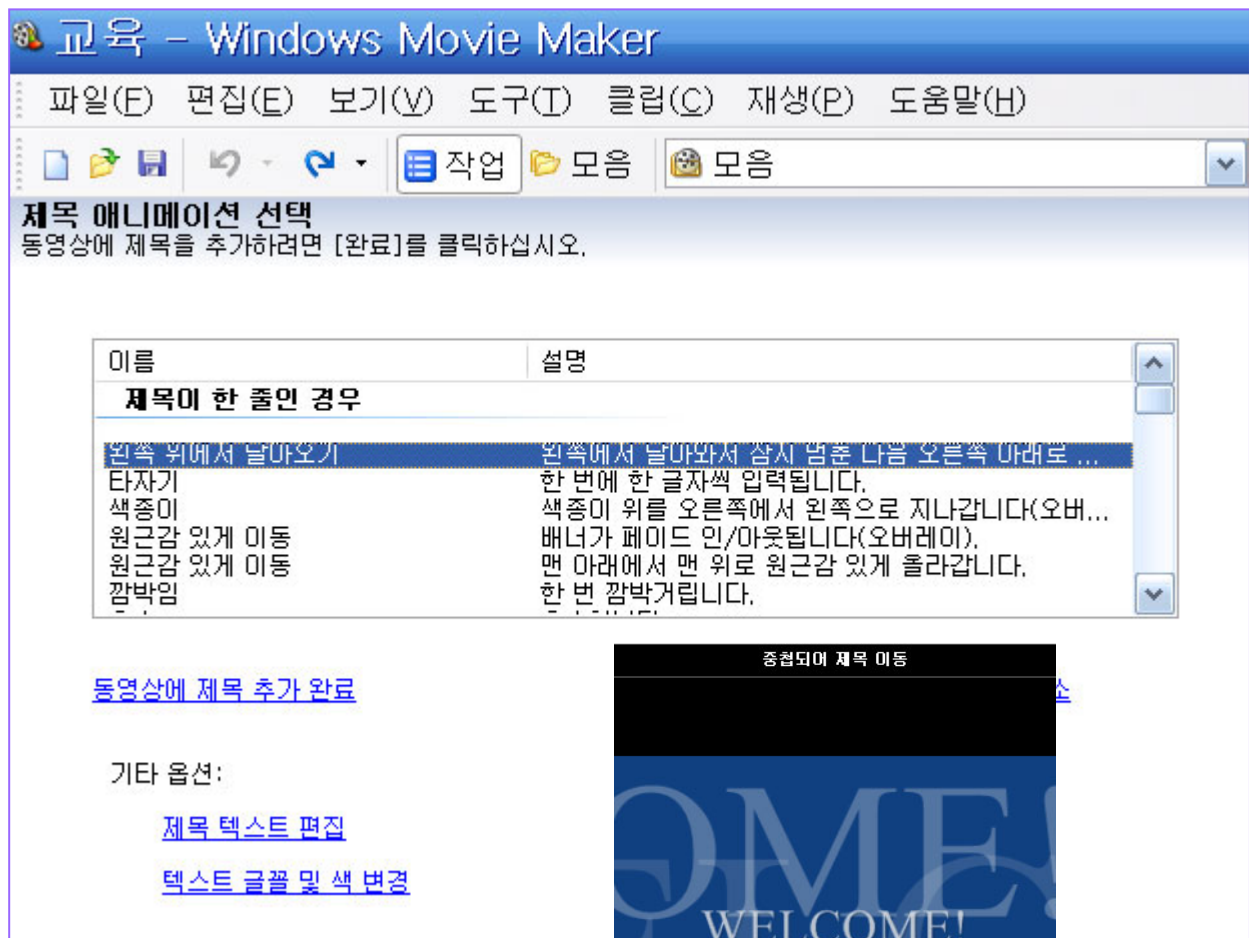 교육 - Windows Movie Maker
파일(F) 편집(E) 보기(V) 도구(T) 클립(C) 재생(P) 도움말(H)
작업 모음 모음
제목 애니메이션 선택
동영상에 제목을 추가하려면 [완료]를 클릭하십시오.
이름 설명
제목이 한 줄인 경우
왼쪽 위에서 날아오기 왼쪽에서 날아와서 잠시 멈춘 다음 오른쪽 아래로 ...
타자기 한 번에 한 글자씩 입력됩니다.
색종이 색종이 위를 오른쪽에서 왼쪽으로 지나갑니다(오버...
원근감 있게 이동 배너가 페이드 인/아웃됩니다(오버레이).
원근감 있게 이동 맨 아래에서 맨 위로 원근감 있게 올라갑니다.
깜박임 한 번 깜박거립니다.
중첩되어 제목 이동
동영상에 제목 추가 완료 소
기타 옵션:
제목 텍스트 편집
텍스트 글꼴 및 색 변경
OME!
WELCOME!